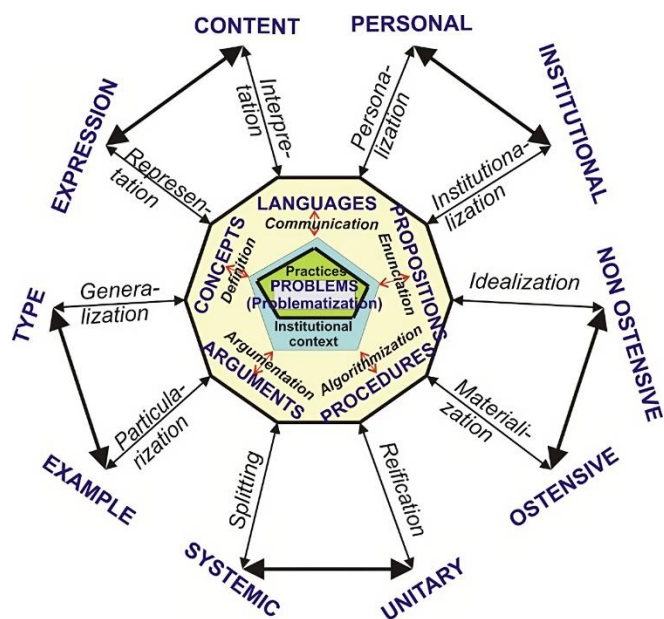 CONTENT
PERSONAL
EXPRESSION
INSTITUTIONAL
Interpre-
tation
Persona-
lization
Represen-
tation
Institutiona-
lization
LANGUAGES
Communication
CONCEPTS
Definition
PROPOSITIONS
Enunciation
Practices
PROBLEMS
(Problematization)
Institutional
context
TYPE
Genera-
lization
Idealization
NON OSTENSIVE
Argumentation
ARGUMENTS
Algorithmization
PROCEDURES
Particula-
rization
Materiali-
zation
EXAMPLE
OSTENSIVE
Splitting
Reification
SYSTEMIC
UNITARY